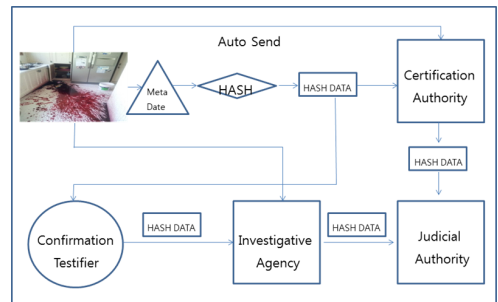 Auto Send
Meta
Date
HASH
HASH DATA
Certification
Authority
HASH DATA
Confirmation
Testifier
HASH DATA
Investigative
Agency
HASH DATA
Judicial
Authority